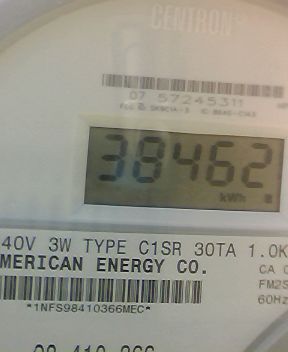 CENTRON
07 57245311
38462
kWh
40V 3W TYPE C1SR 30TA 1.0K
MERICAN ENERGY CO.
CA 0
FM2S
60Hz
*1NFS98410366MEC*